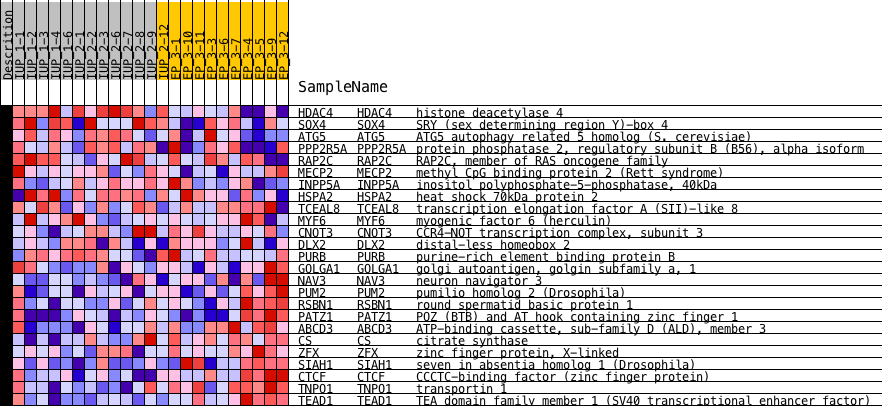 Descrition
IUP_1-1
IUP_1-2
IUP_1-3
IUP_1-4
IUP_1-6
IUP_2-1
IUP_2-2
IUP_2-3
IUP_2-6
IUP_2-7
IUP_2-8
IUP_2-9
IUP_2-12
EP_3-1
EP_3-10
EP_3-11
EP_3-3
EP_3-6
EP_3-7
EP_3-4
EP_3-5
EP_3-9
EP_3-12
SampleName
HDAC4 HDAC4 histone deacetylase 4
SOX4 SOX4 SRY (sex determining region Y)-box 4
ATG5 ATG5 ATG5 autophagy related 5 homolog (S. cerevisiae)
PPP2R5A PPP2R5A protein phosphatase 2, regulatory subunit B (B56), alpha isoform
RAP2C RAP2C RAP2C, member of RAS oncogene family
MECP2 MECP2 methyl CpG binding protein 2 (Rett syndrome)
INPP5A INPP5A inositol polyphosphate-5-phosphatase, 40kDa
HSPA2 HSPA2 heat shock 70kDa protein 2
TCEAL8 TCEAL8 transcription elongation factor A (SII)-like 8
MYF6 MYF6 myogenic factor 6 (herculin)
CNOT3 CNOT3 CCR4-NOT transcription complex, subunit 3
DLX2 DLX2 distal-less homeobox 2
PURB PURB purine-rich element binding protein B
GOLGA1 GOLGA1 golgi autoantigen, golgin subfamily a, 1
NAV3 NAV3 neuron navigator 3
PUM2 PUM2 pumilio homolog 2 (Drosophila)
RSBN1 RSBN1 round spermatid basic protein 1
PATZ1 PATZ1 POZ (BTB) and AT hook containing zinc finger 1
ABCD3 ABCD3 ATP-binding cassette, sub-family D (ALD), member 3
CS CS citrate synthase
ZFX ZFX zinc finger protein, X-linked
SIAH1 SIAH1 seven in absentia homolog 1 (Drosophila)
CTCF CTCF CCCTC-binding factor (zinc finger protein)
TNPO1 TNPO1 transportin 1
TEAD1 TEAD1 TEA domain family member 1 (SV40 transcriptional enhancer factor)